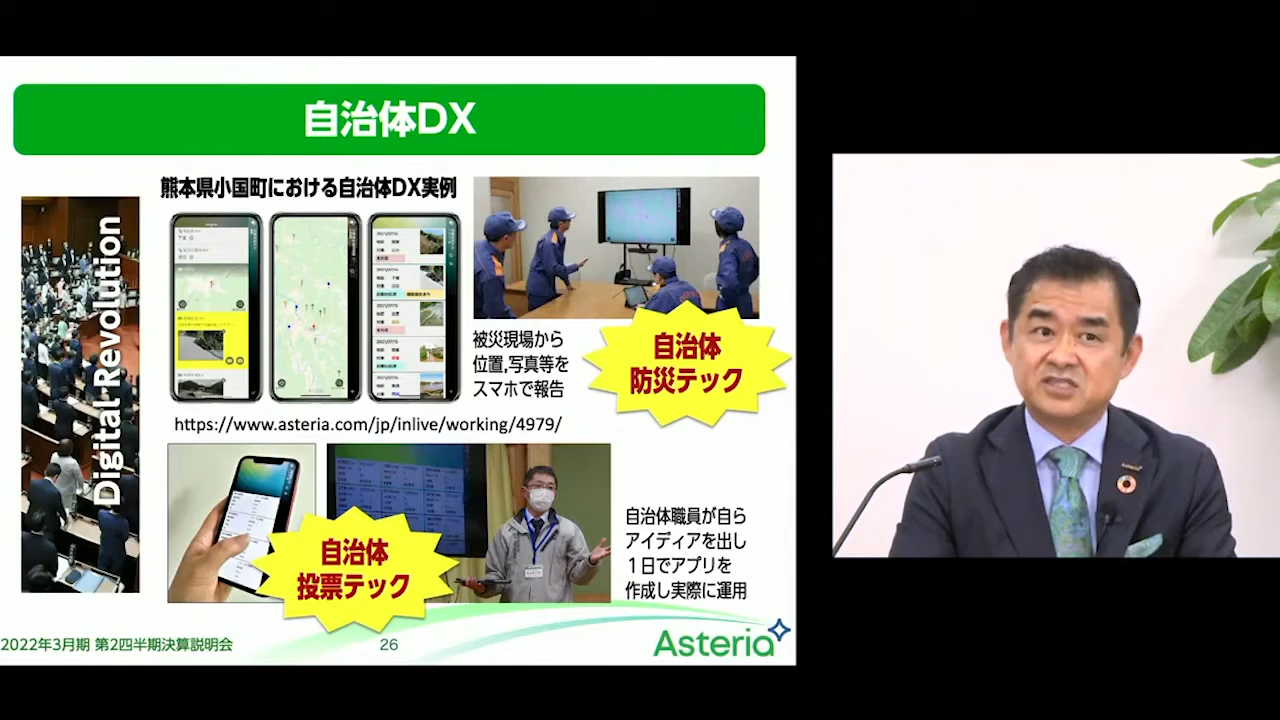 自治体DX
Digital Revolution
熊本県小国町における自治体DX実例
被災現場から
位置,写真等を
スマホで報告
自治体
防災テック
https://www.asteria.com/jp/inlive/working/4979/
自治体
投票テック
自治体職員が自ら
アイディアを出し
1日でアプリを
作成し実際に運用
2022年3月期 第2四半期決算説明会
26
Asteria